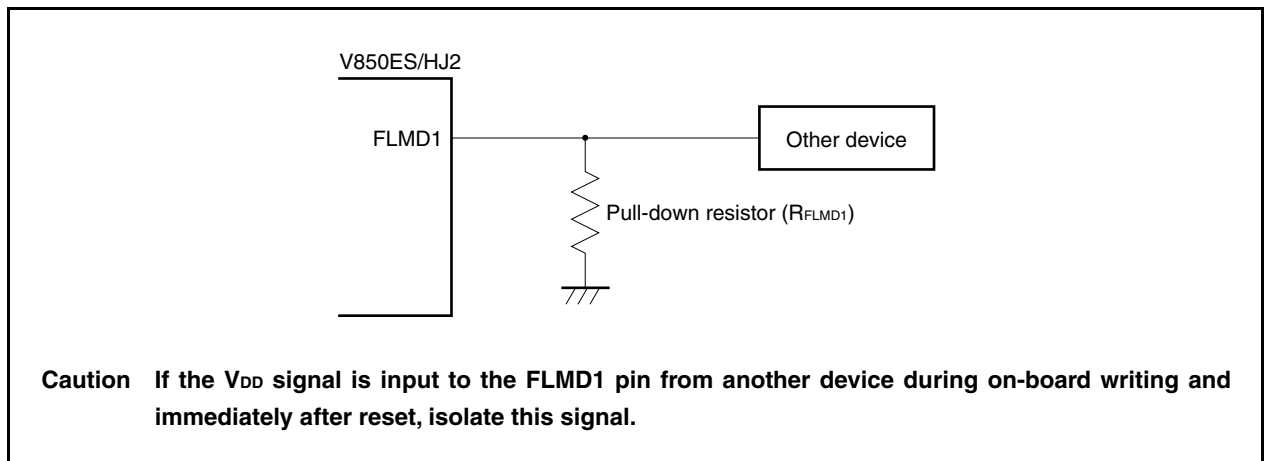 V850ES/HJ2
FLMD1
Other device
Pull-down resistor (RFLMD1)
Caution If the VDD signal is input to the FLMD1 pin from another device during on-board writing and
immediately after reset, isolate this signal.